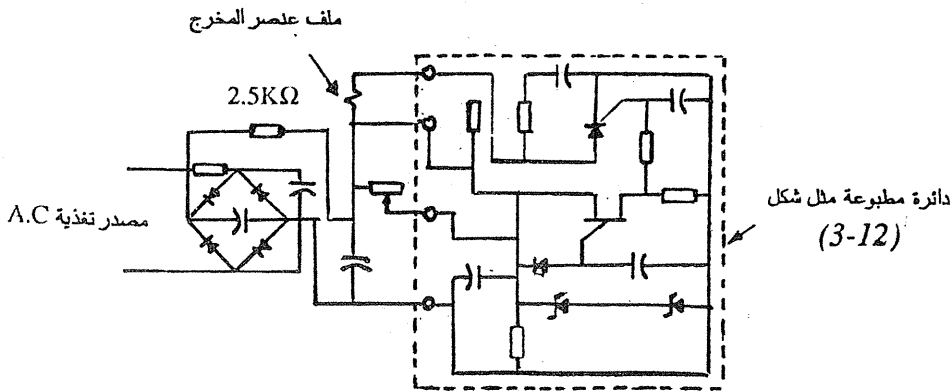 ملف عنصر المخرج
2.5KΩ
مصدر تغذية A.C
دائرة مطبوعة مثل شكل
(3-12)